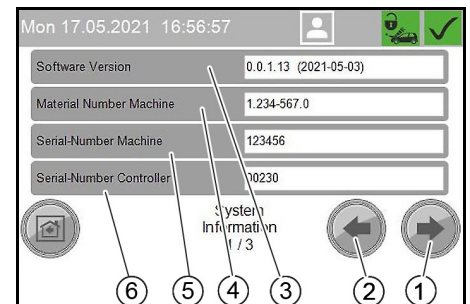 Mon 17.05.2021 16:56:57
Software Version 0.0.1.13 (2021-05-03)
Material Number Machine 1.234-567.0
Serial-Number Machine 123456
Serial-Number Controller 00230
System
Information
1 / 3
6 5 4 3 2 1